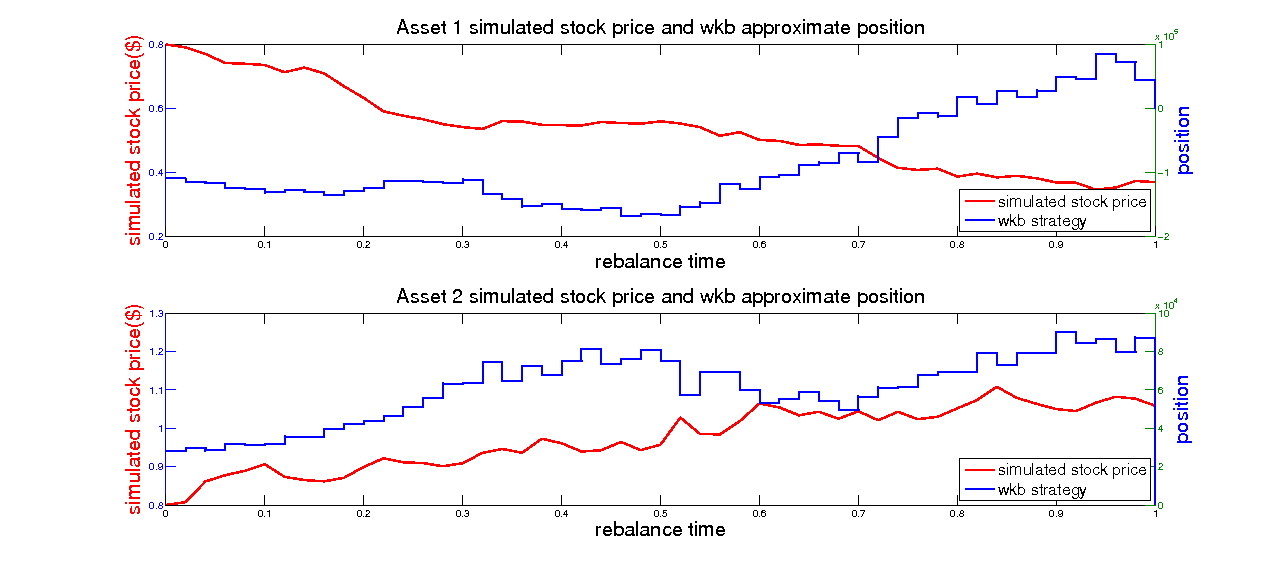 Asset 1 simulated stock price and wkb approximate position
x 10^5
simulated stock price($)
0.8
0.6
0.4
0.2
1
0
-1
-2
position
simulated stock price
wkb strategy
0 0.1 0.2 0.3 0.4 0.5 0.6 0.7 0.8 0.9 1
rebalance time
Asset 2 simulated stock price and wkb approximate position
x 10^4
simulated stock price($)
1.3
1.2
1.1
1
0.9
0.8
10
8
6
4
2
0
position
simulated stock price
wkb strategy
0 0.1 0.2 0.3 0.4 0.5 0.6 0.7 0.8 0.9 1
rebalance time